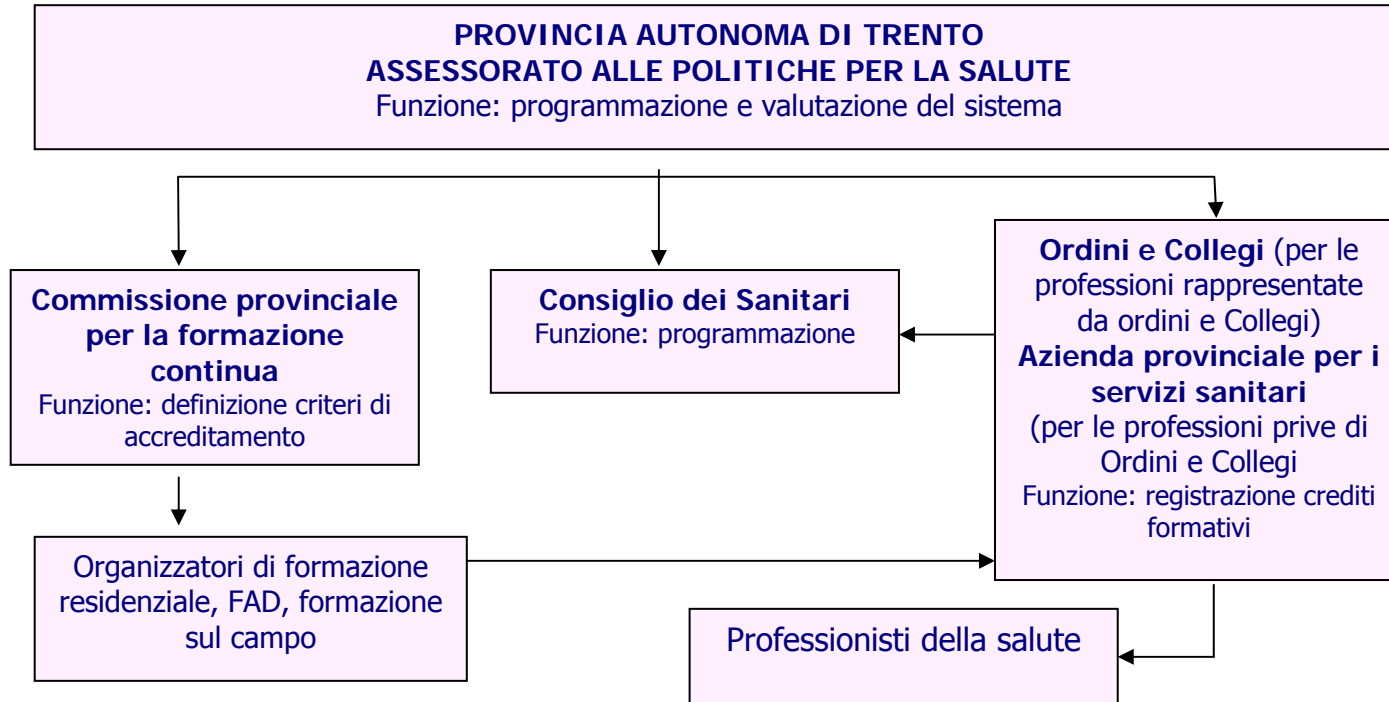 PROVINCIA AUTONOMA DI TRENTO
ASSESSORATO ALLE POLITICHE PER LA SALUTE
Funzione: programmazione e valutazione del sistema
Commissione provinciale
per la formazione
continua
Funzione: definizione criteri di
accreditamento
Consiglio dei Sanitari
Funzione: programmazione
Ordini e Collegi (per le
professioni rappresentate
da ordini e Collegi)
Azienda provinciale per i
servizi sanitari
(per le professioni prive di
Ordini e Collegi
Funzione: registrazione crediti
formativi
Organizzatori di formazione
residenziale, FAD, formazione
sul campo
Professionisti della salute